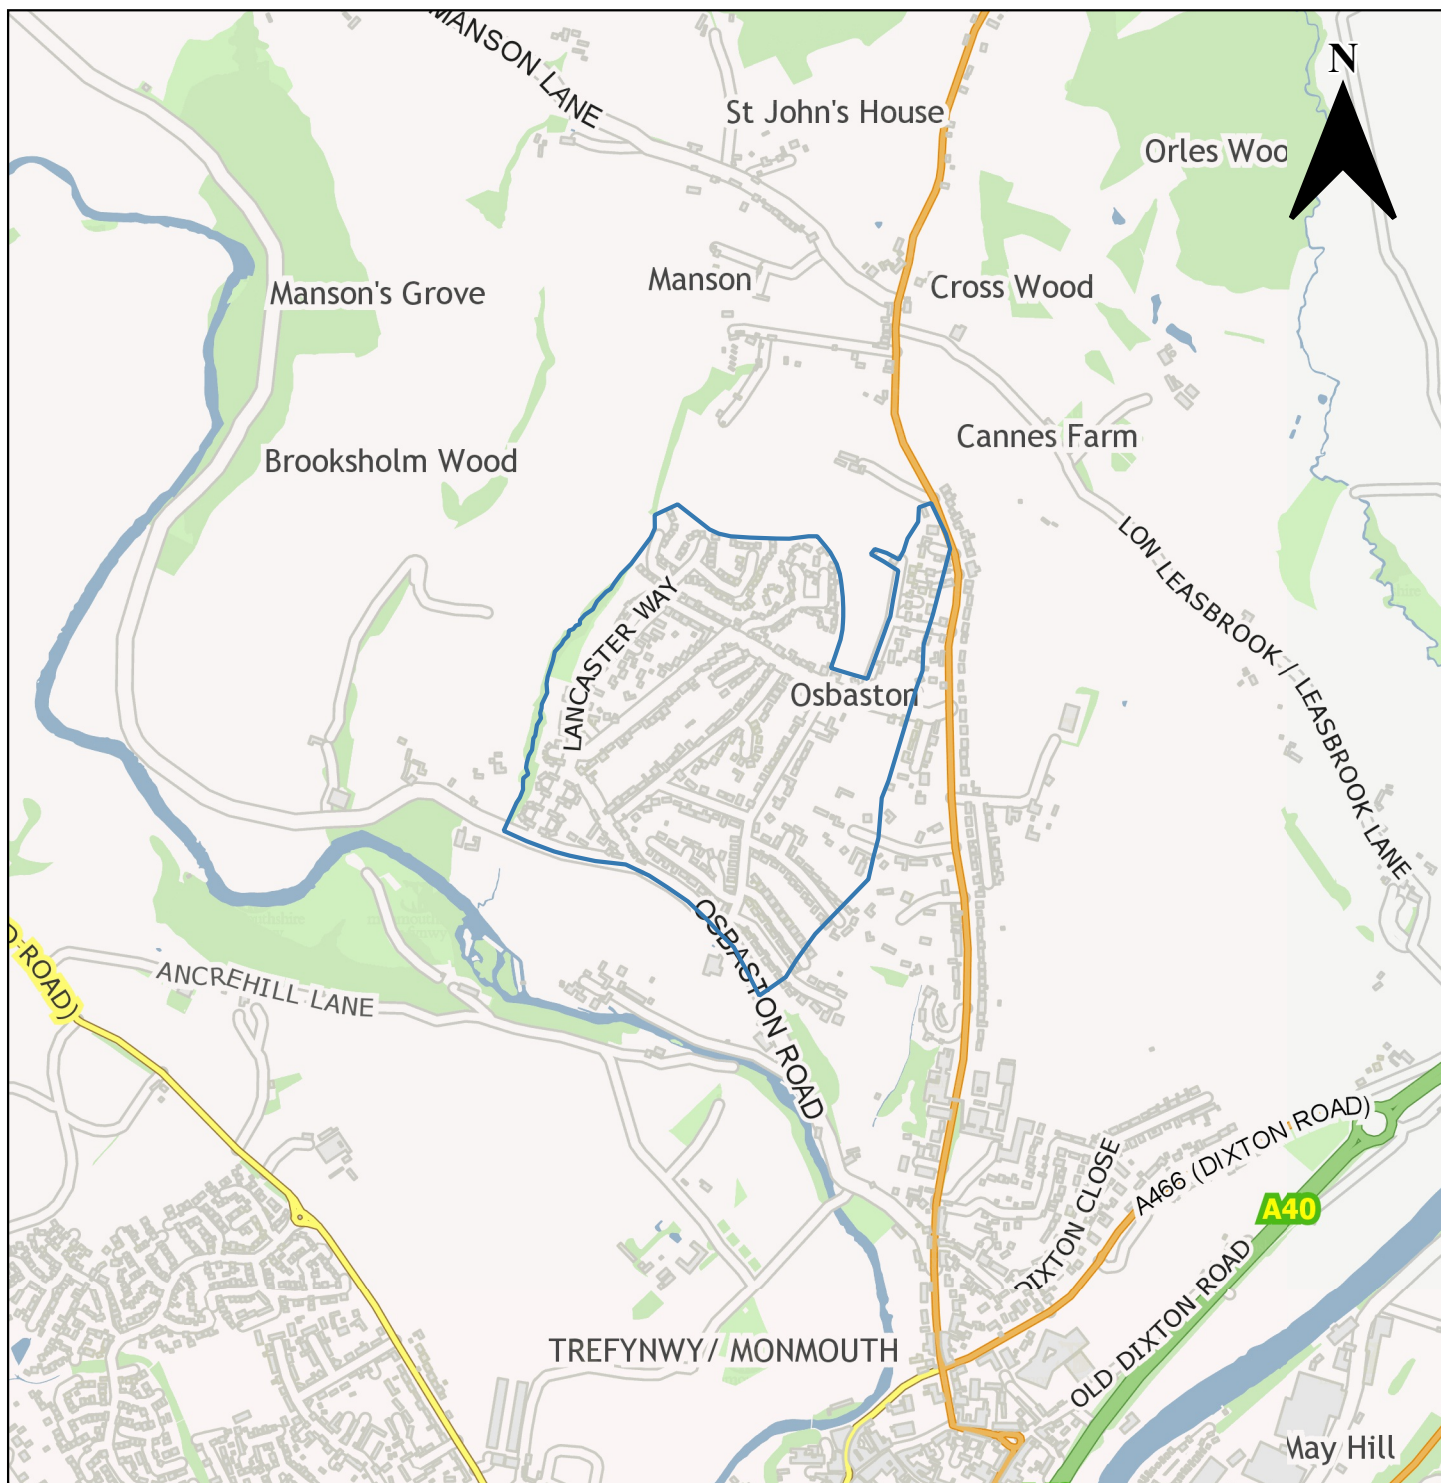 MANSON LANE
N
St John's House
Orles Woo
Manson
Cross Wood
Manson's Grove
Cannes Farm
Brooksholm Wood
LON LEASBROOK / LEASBROOK LANE
LANCASTER WAY
Osbaston
D ROAD)
OSBASTON ROAD
ANCREHILL LANE
A466 (DIXTON ROAD)
DIXTON CLOSE
A40
OLD DIXTON ROAD
TREFYNWY/ MONMOUTH
May Hill